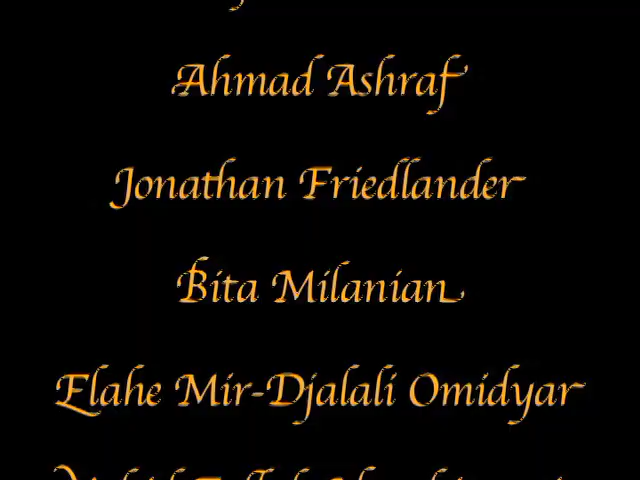 Ahmad Ashraf
Jonathan Friedlander
Bita Milanian
Elahe Mir-Djalali Omidyar